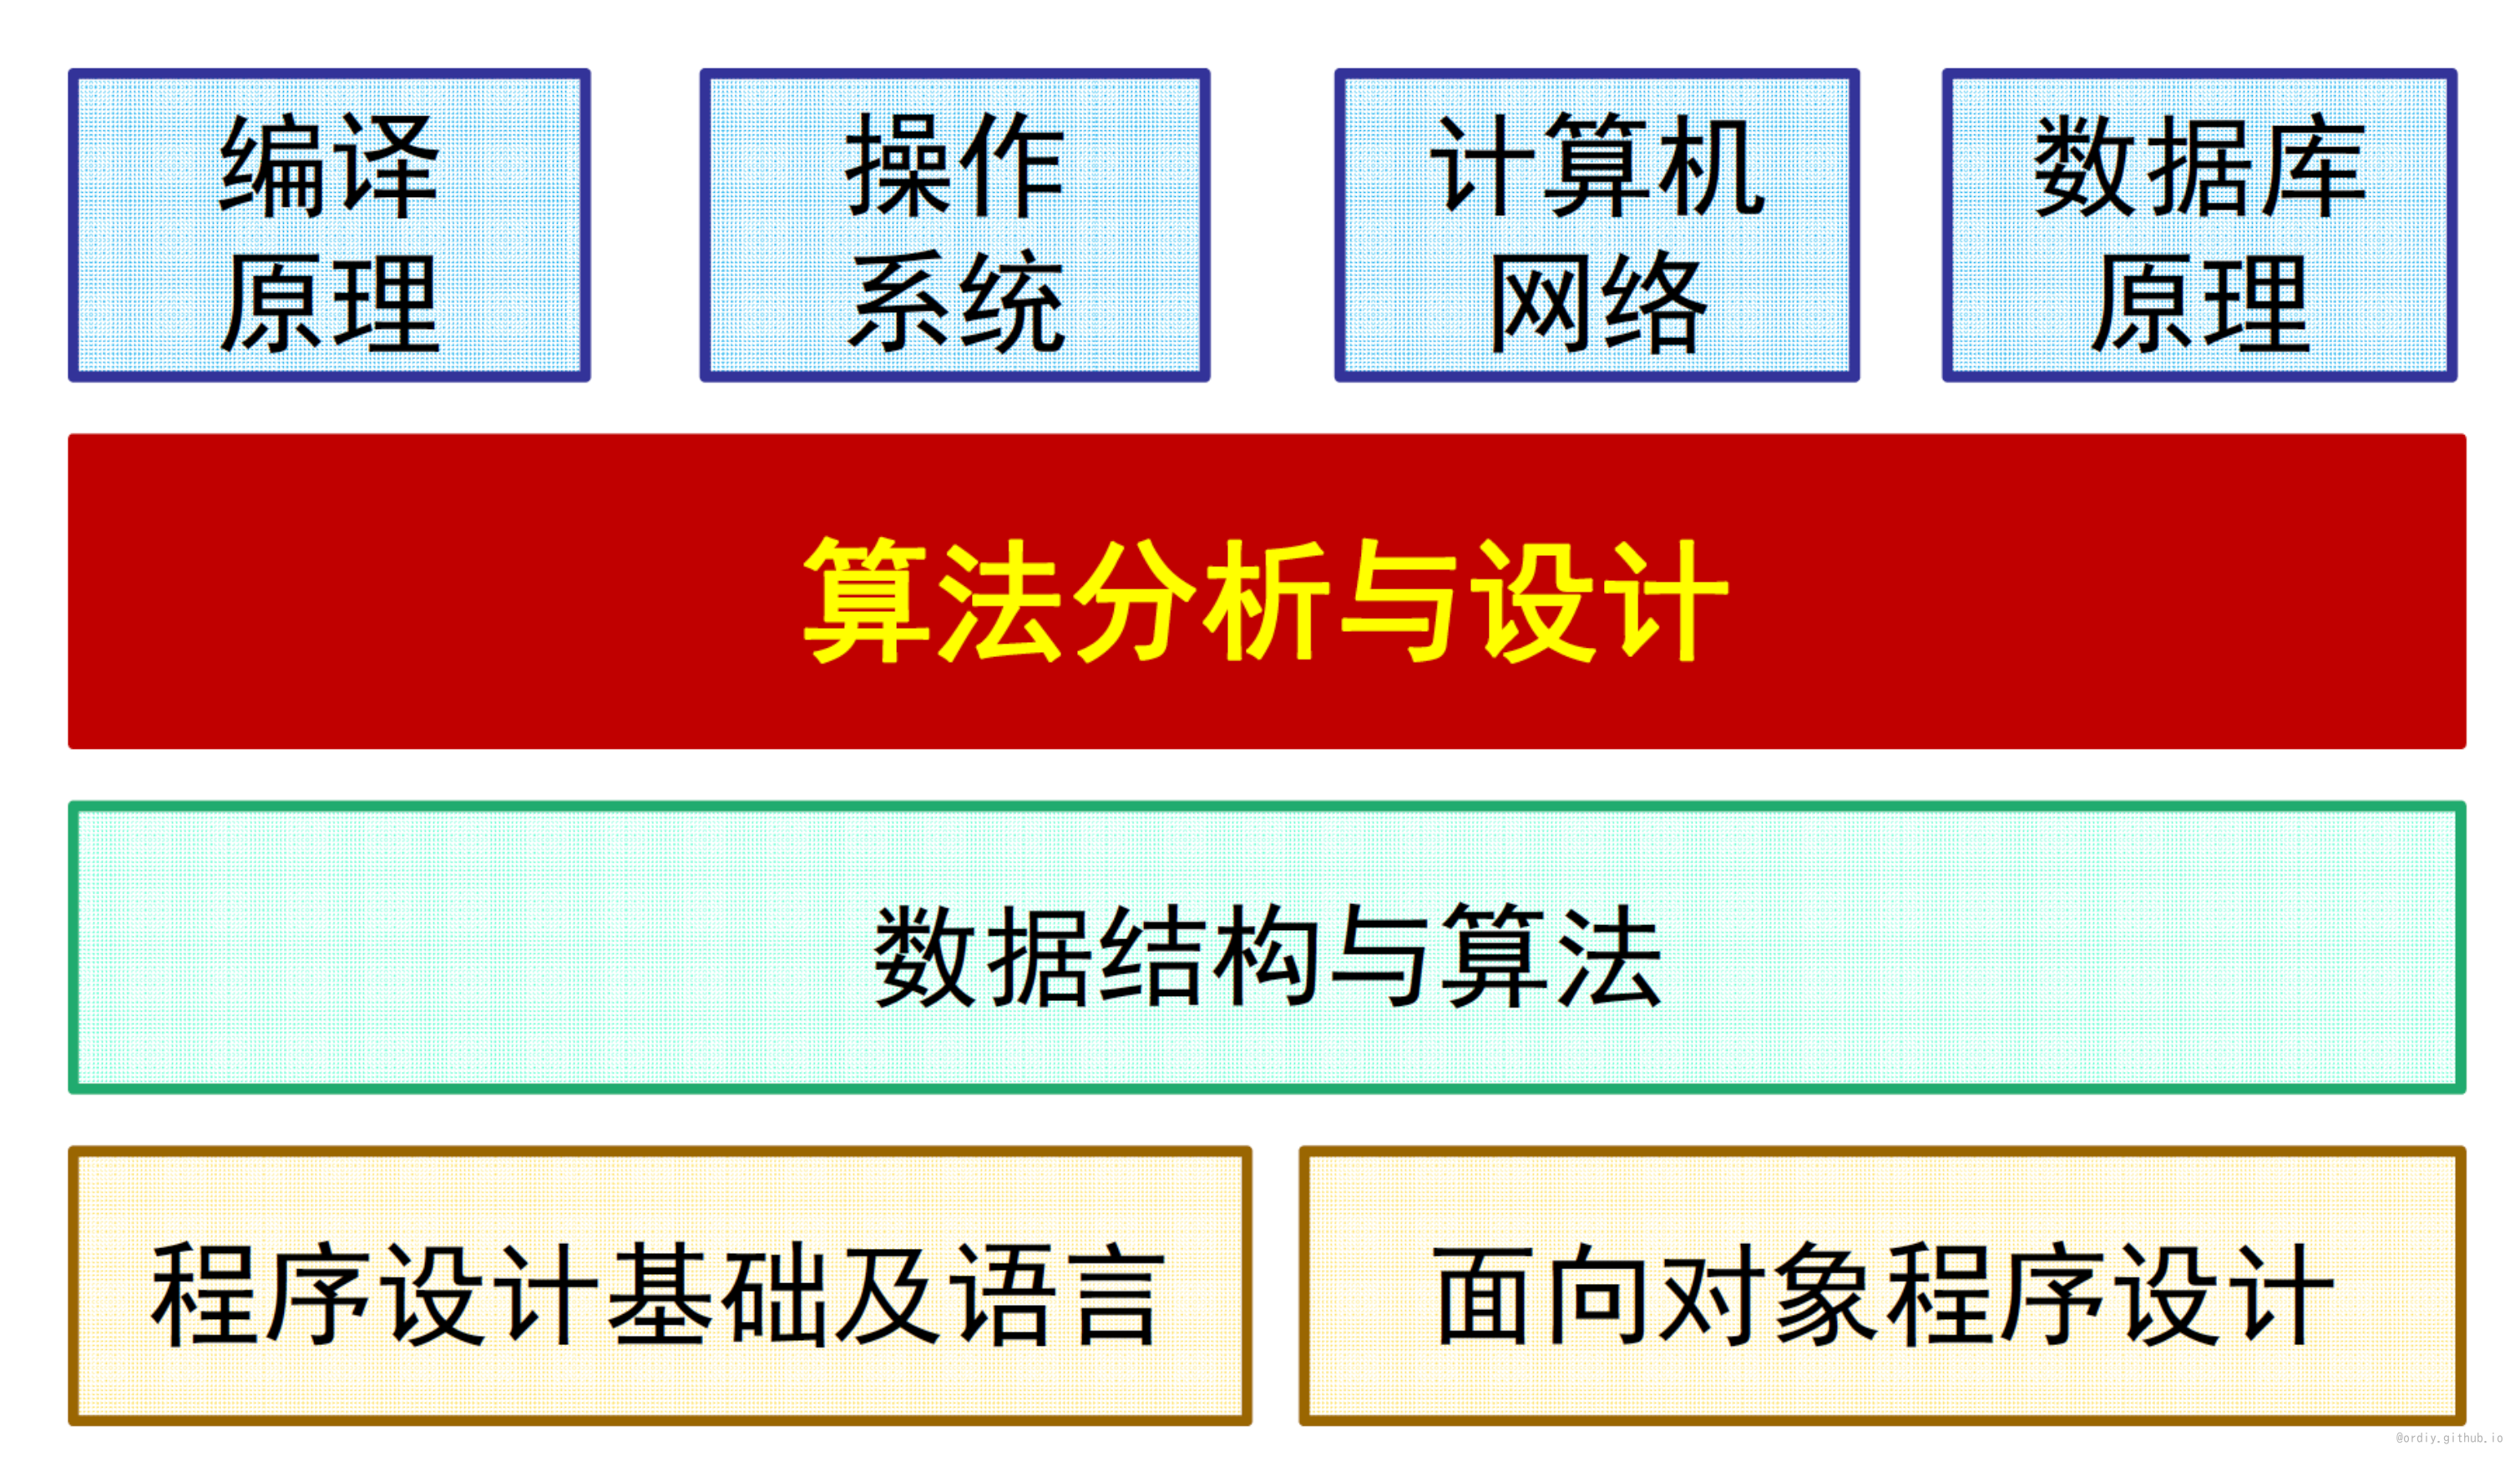 编译
原理
操作
系统
计算机
网络
数据库
原理
算法分析与设计
数据结构与算法
程序设计基础及语言
面向对象程序设计
@ordiy.github.io